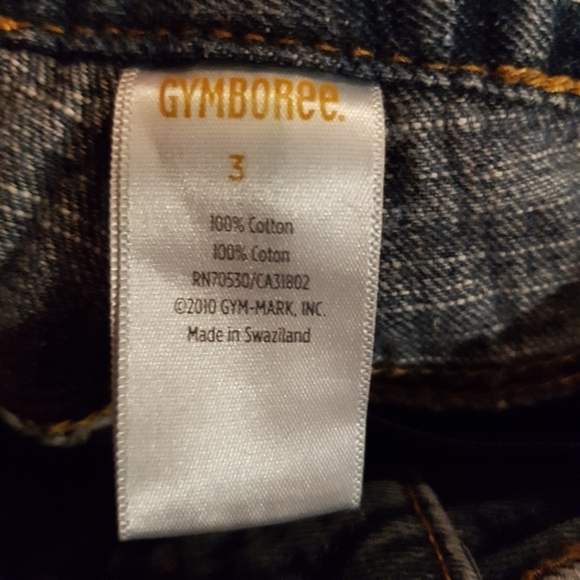 GYMBORee.
3
100% Cotton
100% Coton
RN70530/CA31802
©2010 GYM-MARK, INC.
Made in Swaziland